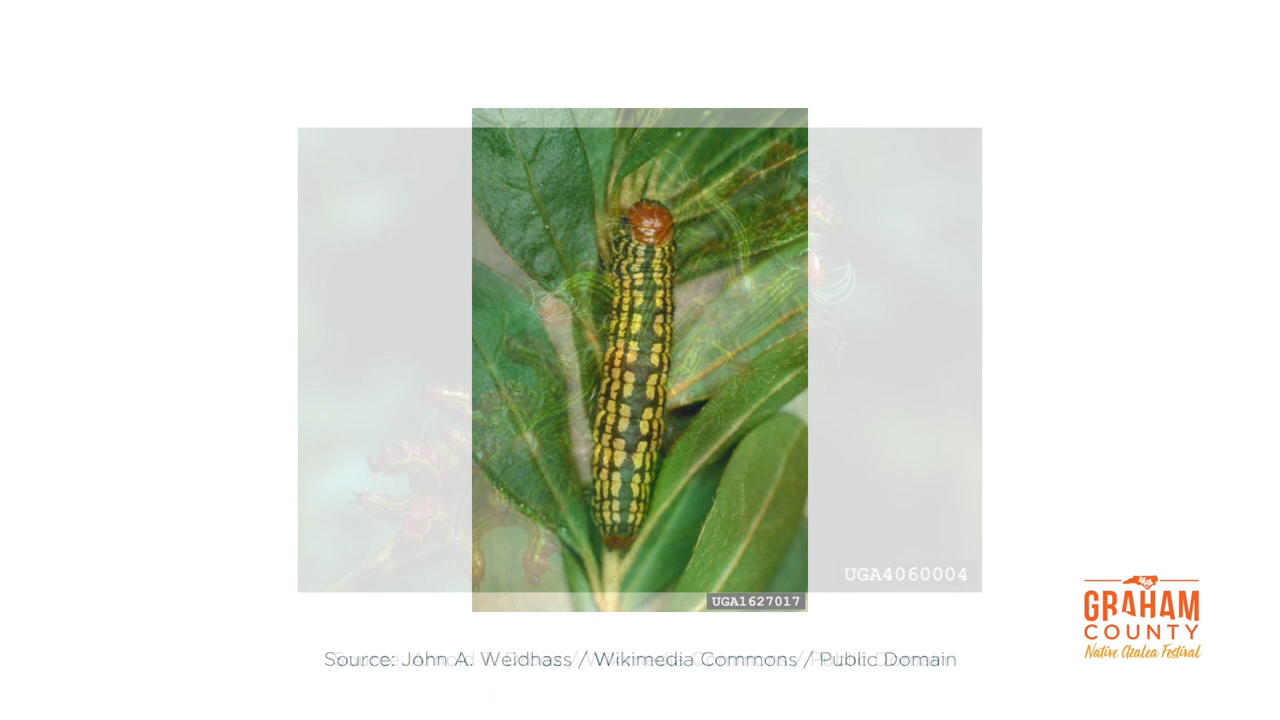 UGA4060004
UGA1627017
Source: John A. Weidhass / Wikimedia Commons / Public Domain
GRAHAM
COUNTY
Native Azalea Festival